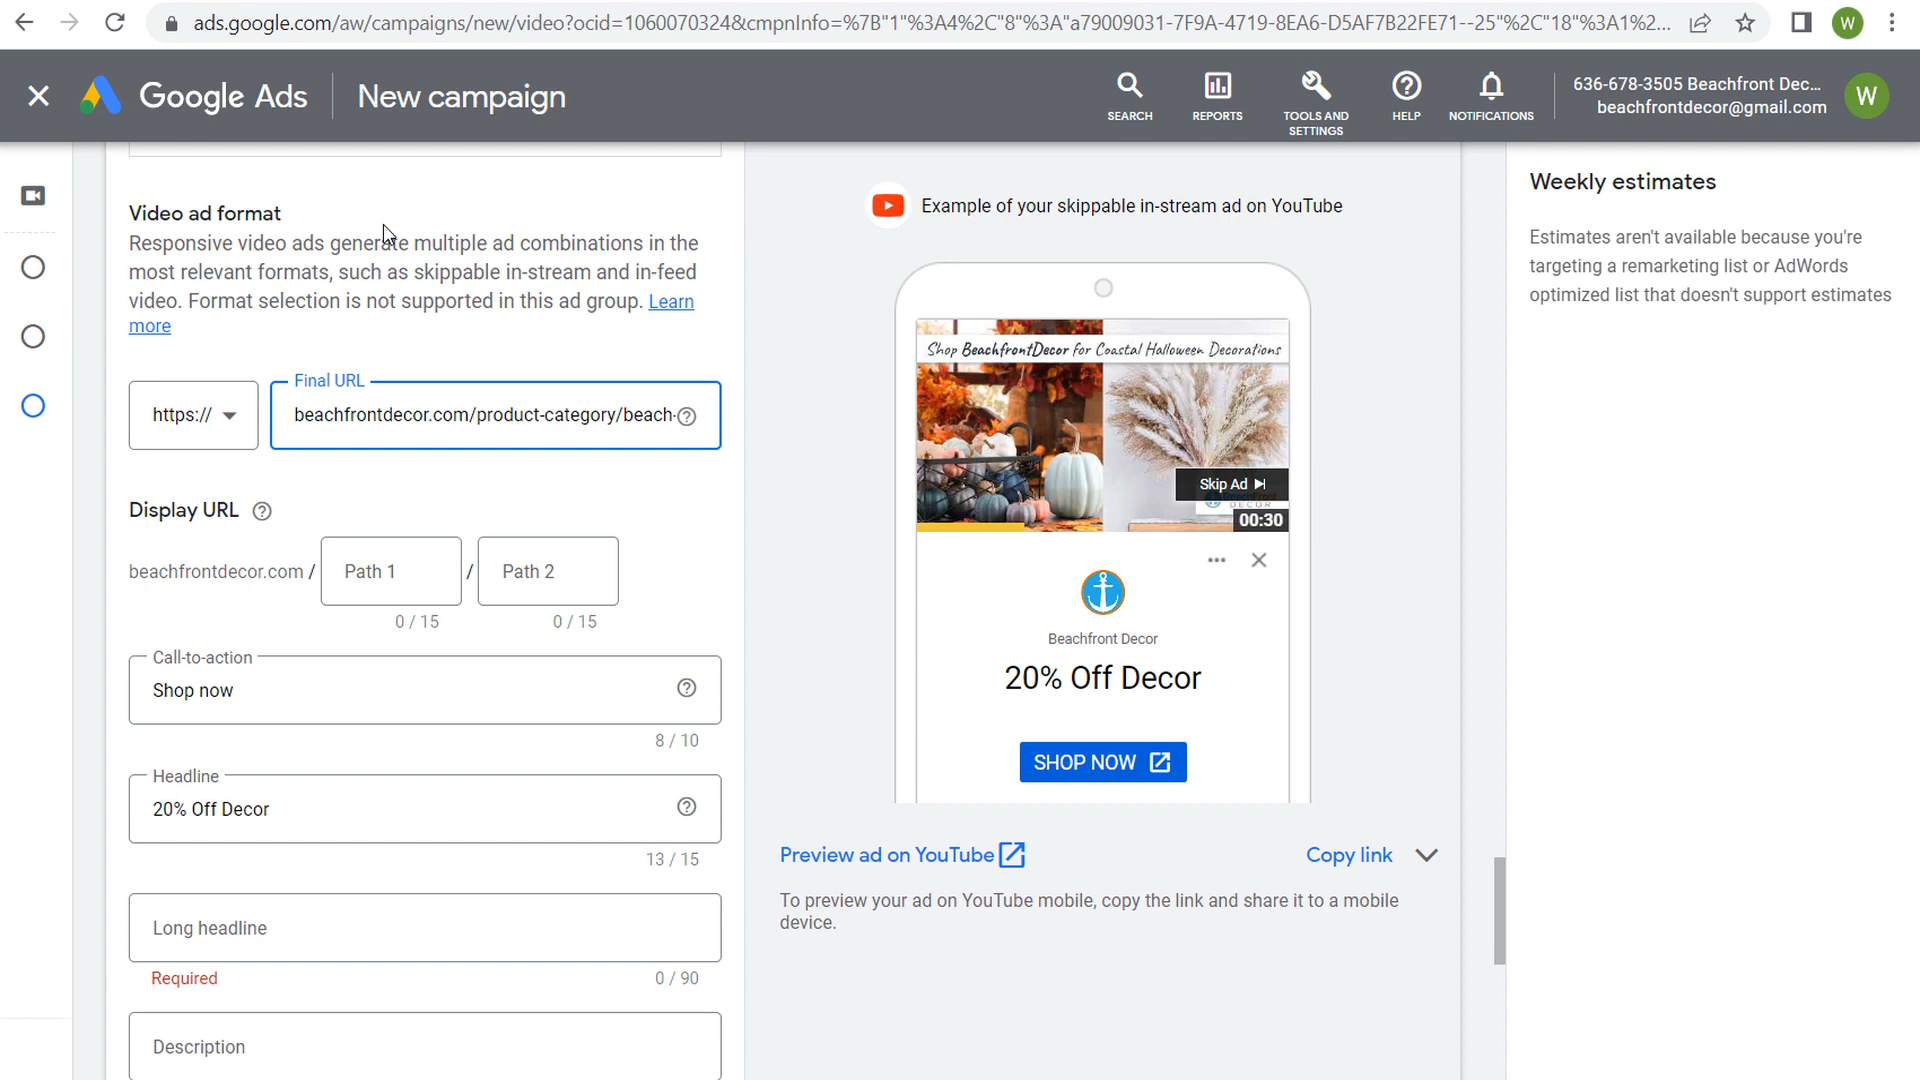 ads.google.com/aw/campaigns/new/video?ocid=1060070324&cmpnInfo=%7B"1"%3A4%2C"8"%3A"a79009031-7F9A-4719-8EA6-D5AF7B22FE71--25"%2C"18"%3A1%2...
W
Google Ads
New campaign
SEARCH
REPORTS
TOOLS AND
SETTINGS
HELP
NOTIFICATIONS
636-678-3505 Beachfront Dec...
beachfrontdecor@gmail.com
W
Video ad format
Responsive video ads generate multiple ad combinations in the
most relevant formats, such as skippable in-stream and in-feed
video. Format selection is not supported in this ad group. Learn
more
https://
Final URL
beachfrontdecor.com/product-category/beach-
Display URL
beachfrontdecor.com /
Path 1
/
Path 2
0 / 15
0 / 15
Call-to-action
Shop now
8 / 10
Headline
20% Off Decor
13 / 15
Long headline
Required
0 / 90
Description
Example of your skippable in-stream ad on YouTube
Shop BeachfrontDecor for Coastal Halloween Decorations
Skip Ad
DECOR
00:30
Beachfront Decor
20% Off Decor
SHOP NOW
Preview ad on YouTube
Copy link
To preview your ad on YouTube mobile, copy the link and share it to a mobile
device.
Weekly estimates
Estimates aren't available because you're
targeting a remarketing list or AdWords
optimized list that doesn't support estimates